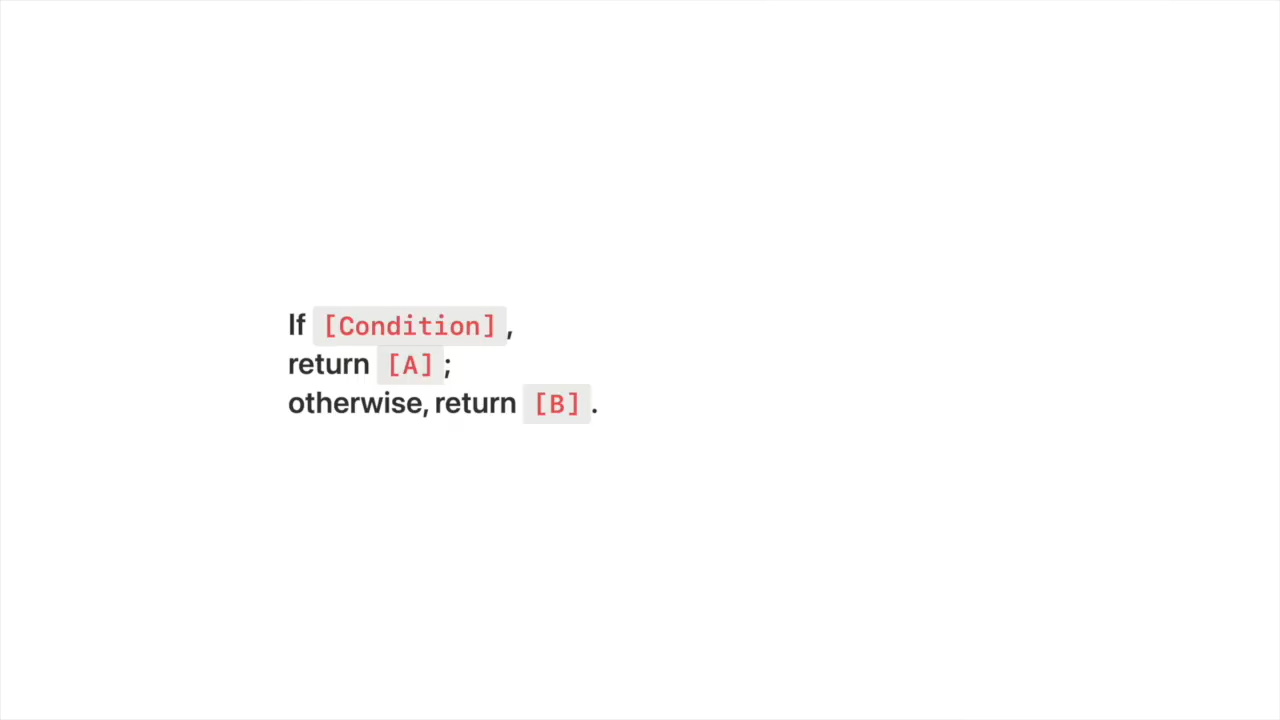 If [Condition],
return [A];
otherwise, return [B].